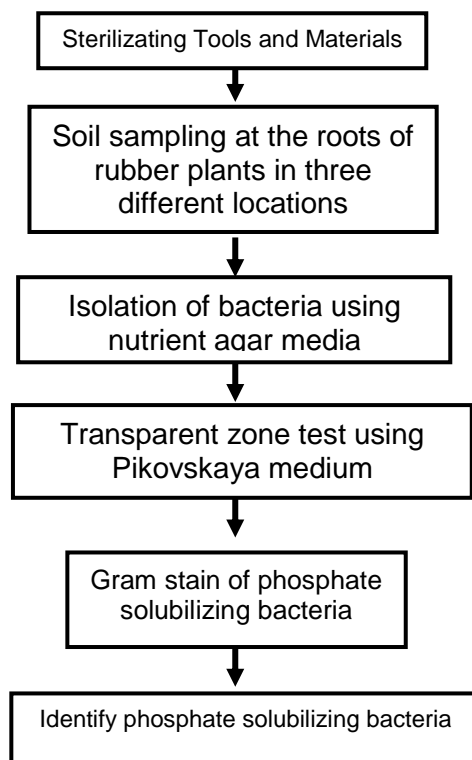 Sterilizating Tools and Materials
Soil sampling at the roots of
rubber plants in three
different locations
Isolation of bacteria using
nutrient agar media
Transparent zone test using
Pikovskaya medium
Gram stain of phosphate
solubilizing bacteria
Identify phosphate solubilizing bacteria